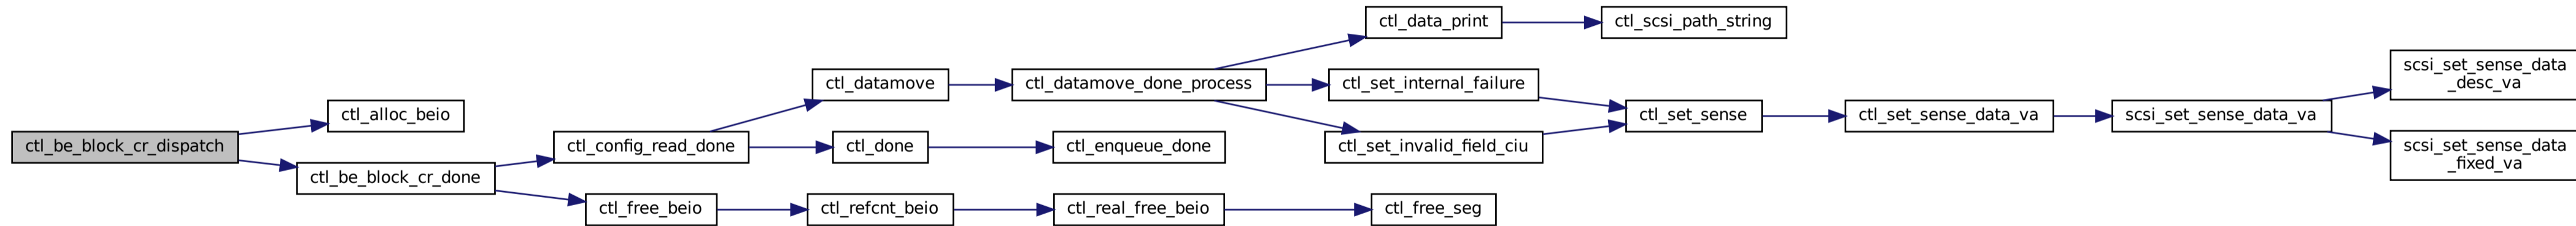 ctl_be_block_cr_dispatch
ctl_alloc_beio
ctl_be_block_cr_done
ctl_config_read_done
ctl_free_beio
ctl_datamove
ctl_done
ctl_refcnt_beio
ctl_datamove_done_process
ctl_enqueue_done
ctl_real_free_beio
ctl_data_print
ctl_set_internal_failure
ctl_set_invalid_field_ciu
ctl_free_seg
ctl_scsi_path_string
ctl_set_sense
ctl_set_sense_data_va
scsi_set_sense_data_va
scsi_set_sense_data
_desc_va
scsi_set_sense_data
_fixed_va